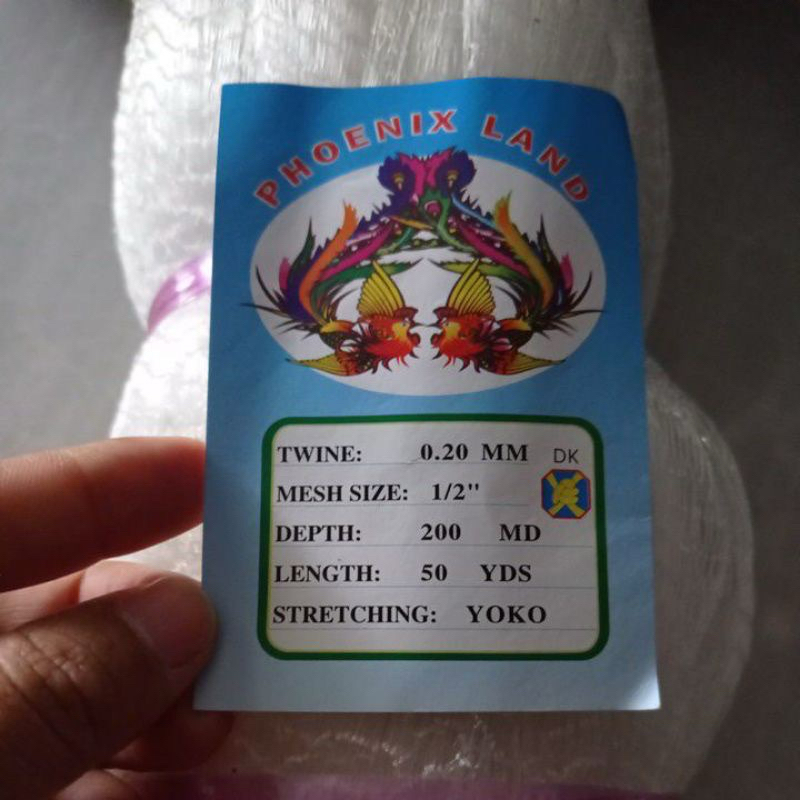 PHOENIX LAND
TWINE: 0.20 MM DK
MESH SIZE: 1/2"
DEPTH: 200 MD
LENGTH: 50 YDS
STRETCHING: YOKO